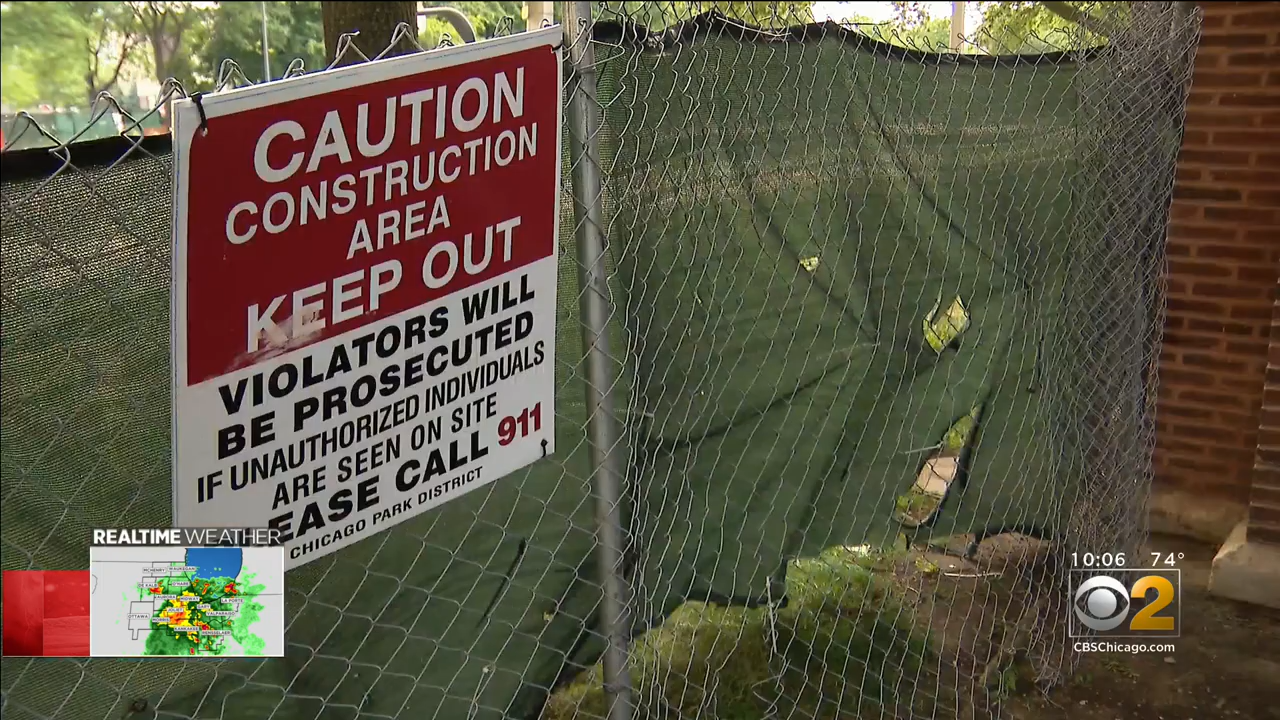 CAUTION
CONSTRUCTION
AREA
KEEP OUT
VIOLATORS WILL
BE PROSECUTED
IF UNAUTHORIZED INDIVIDUALS
ARE SEEN ON SITE
EASE CALL 911
CHICAGO PARK DISTRICT
REALTIME WEATHER
10:06 74°
2
CBSChicago.com